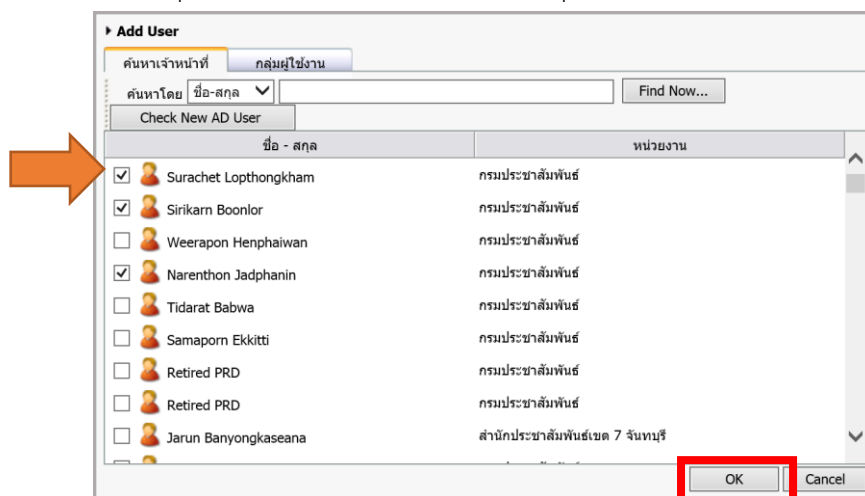 Add User
ค้นหาเจ้าหน้าที่ กลุ่มผู้ใช้งาน
ค้นหาโดย ชื่อ-สกุล Find Now...
Check New AD User
ชื่อ - สกุล หน่วยงาน
Surachet Lopthongkham กรมประชาสัมพันธ์
Sirikarn Boonlor กรมประชาสัมพันธ์
Weerapon Henphaiwan กรมประชาสัมพันธ์
Narenthon Jadphanin กรมประชาสัมพันธ์
Tidarat Babwa กรมประชาสัมพันธ์
Samaporn Ekkitti กรมประชาสัมพันธ์
Retired PRD กรมประชาสัมพันธ์
Retired PRD กรมประชาสัมพันธ์
Jarun Banyongkaseana สำนักประชาสัมพันธ์เขต 7 จันทบุรี
OK Cancel